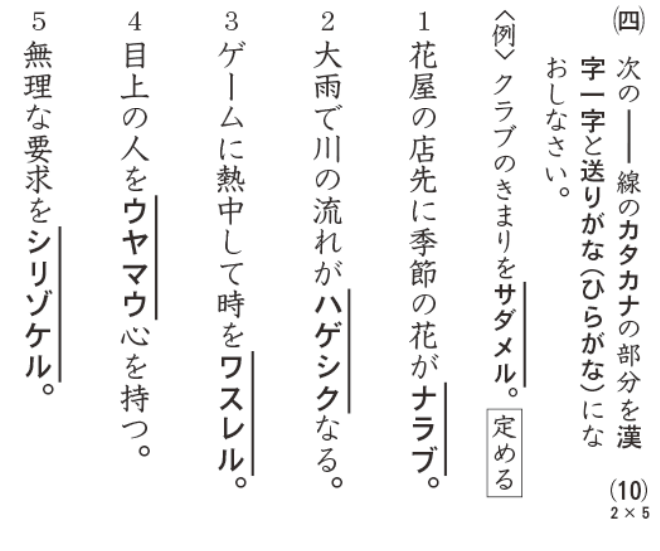 (四) 次の――線のカタカナの部分を漢
字一字と送りがな(ひらがな)にな
おしなさい。
(10)
2×5
〈例〉クラブのきまりをサダメル。 定める
1 花屋の店先に季節の花がナラブ。
2 大雨で川の流れがハゲシクなる。
3 ゲームに熱中して時をワスレル。
4 目上の人をウヤマウ心を持つ。
5 無理な要求をシリゾケル。